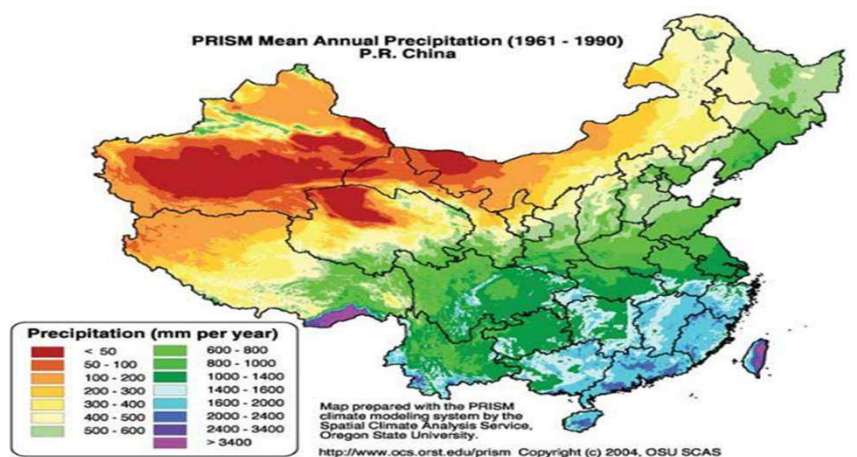 PRISM Mean Annual Precipitation (1961 - 1990)
P.R. China
Precipitation (mm per year)
< 50
50 - 100
100 - 200
200 - 300
300 - 400
400 - 500
500 - 600
600 - 800
800 - 1000
1000 - 1400
1400 - 1600
1600 - 2000
2000 - 2400
2400 - 3400
> 3400
Map prepared with the PRISM
climate modeling system by the
Spatial Climate Analysis Service,
Oregon State University.
http://www.ocs.orst.edu/prism Copyright (c) 2004, OSU SCAS